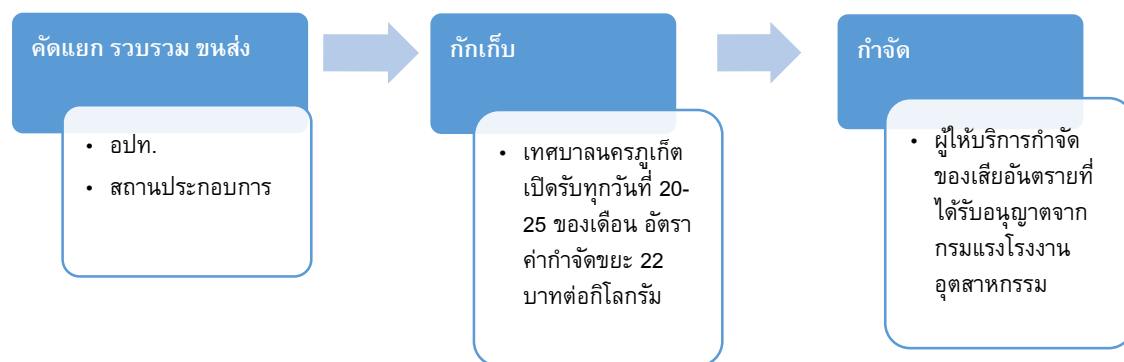 คัดแยก รวบรวม ขนส่ง
• อปท.
• สถานประกอบการ
กักเก็บ
• เทศบาลนครภูเก็ต
เปิดรับทุกวันที่ 20-
25 ของเดือน อัตรา
ค่ากำจัดขยะ 22
บาทต่อกิโลกรัม
กำจัด
• ผู้ให้บริการกำจัด
ของเสียอันตรายที่
ได้รับอนุญาตจาก
กรมแรงโรงงาน
อุตสาหกรรม